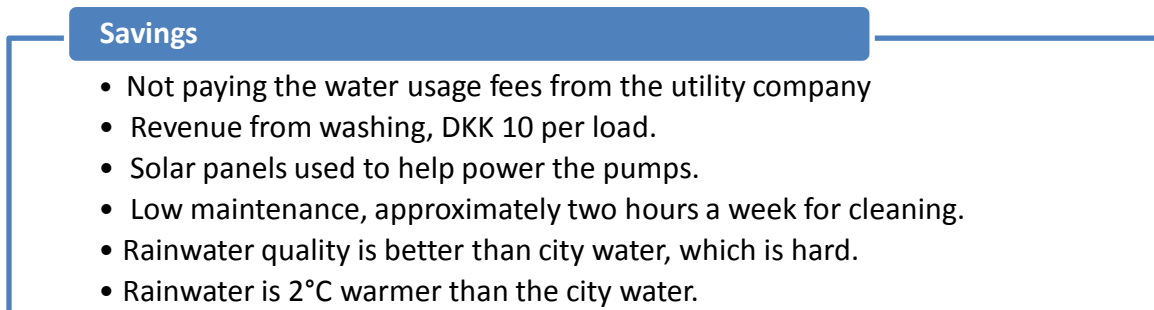 Savings
• Not paying the water usage fees from the utility company
• Revenue from washing, DKK 10 per load.
• Solar panels used to help power the pumps.
• Low maintenance, approximately two hours a week for cleaning.
• Rainwater quality is better than city water, which is hard.
• Rainwater is 2°C warmer than the city water.